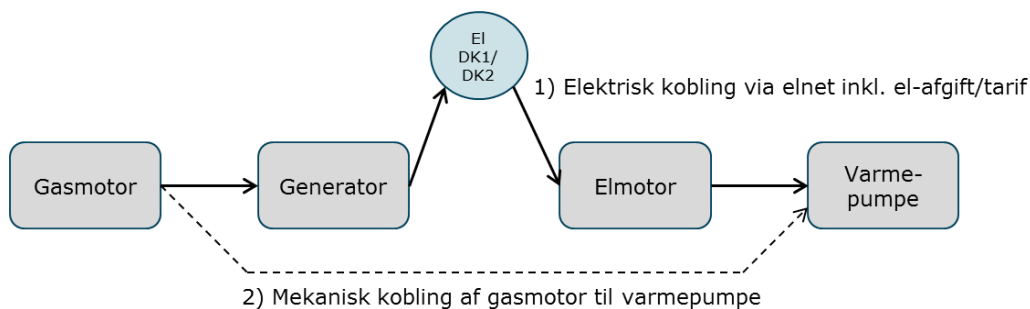 El
DK1/
DK2
1) Elektrisk kobling via elnet inkl. el-afgift/tarif
Gasmotor
Generator
Elmotor
Varme-
pumpe
2) Mekanisk kobling af gasmotor til varmepumpe